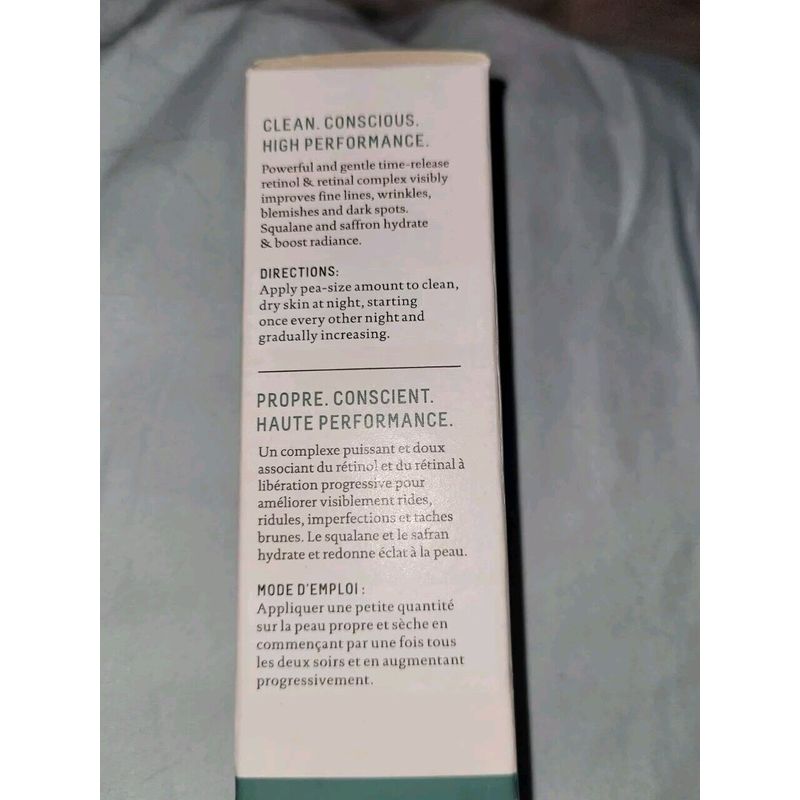 CLEAN. CONSCIOUS.
HIGH PERFORMANCE.
Powerful and gentle time-release
retinol & retinal complex visibly
improves fine lines, wrinkles,
blemishes and dark spots.
Squalane and saffron hydrate
& boost radiance.
DIRECTIONS:
Apply pea-size amount to clean,
dry skin at night, starting
once every other night and
gradually increasing.
PROPRE. CONSCIENT.
HAUTE PERFORMANCE.
Un complexe puissant et doux
associant du rétinol et du rétinal à
libération progressive pour
améliorer visiblement rides,
ridules, imperfections et taches
brunes. Le squalane et le safran
hydrate et redonne éclat à la peau.
MODE D'EMPLOI :
Appliquer une petite quantité
sur la peau propre et sèche en
commençant par une fois tous
les deux soirs et en augmentant
progressivement.